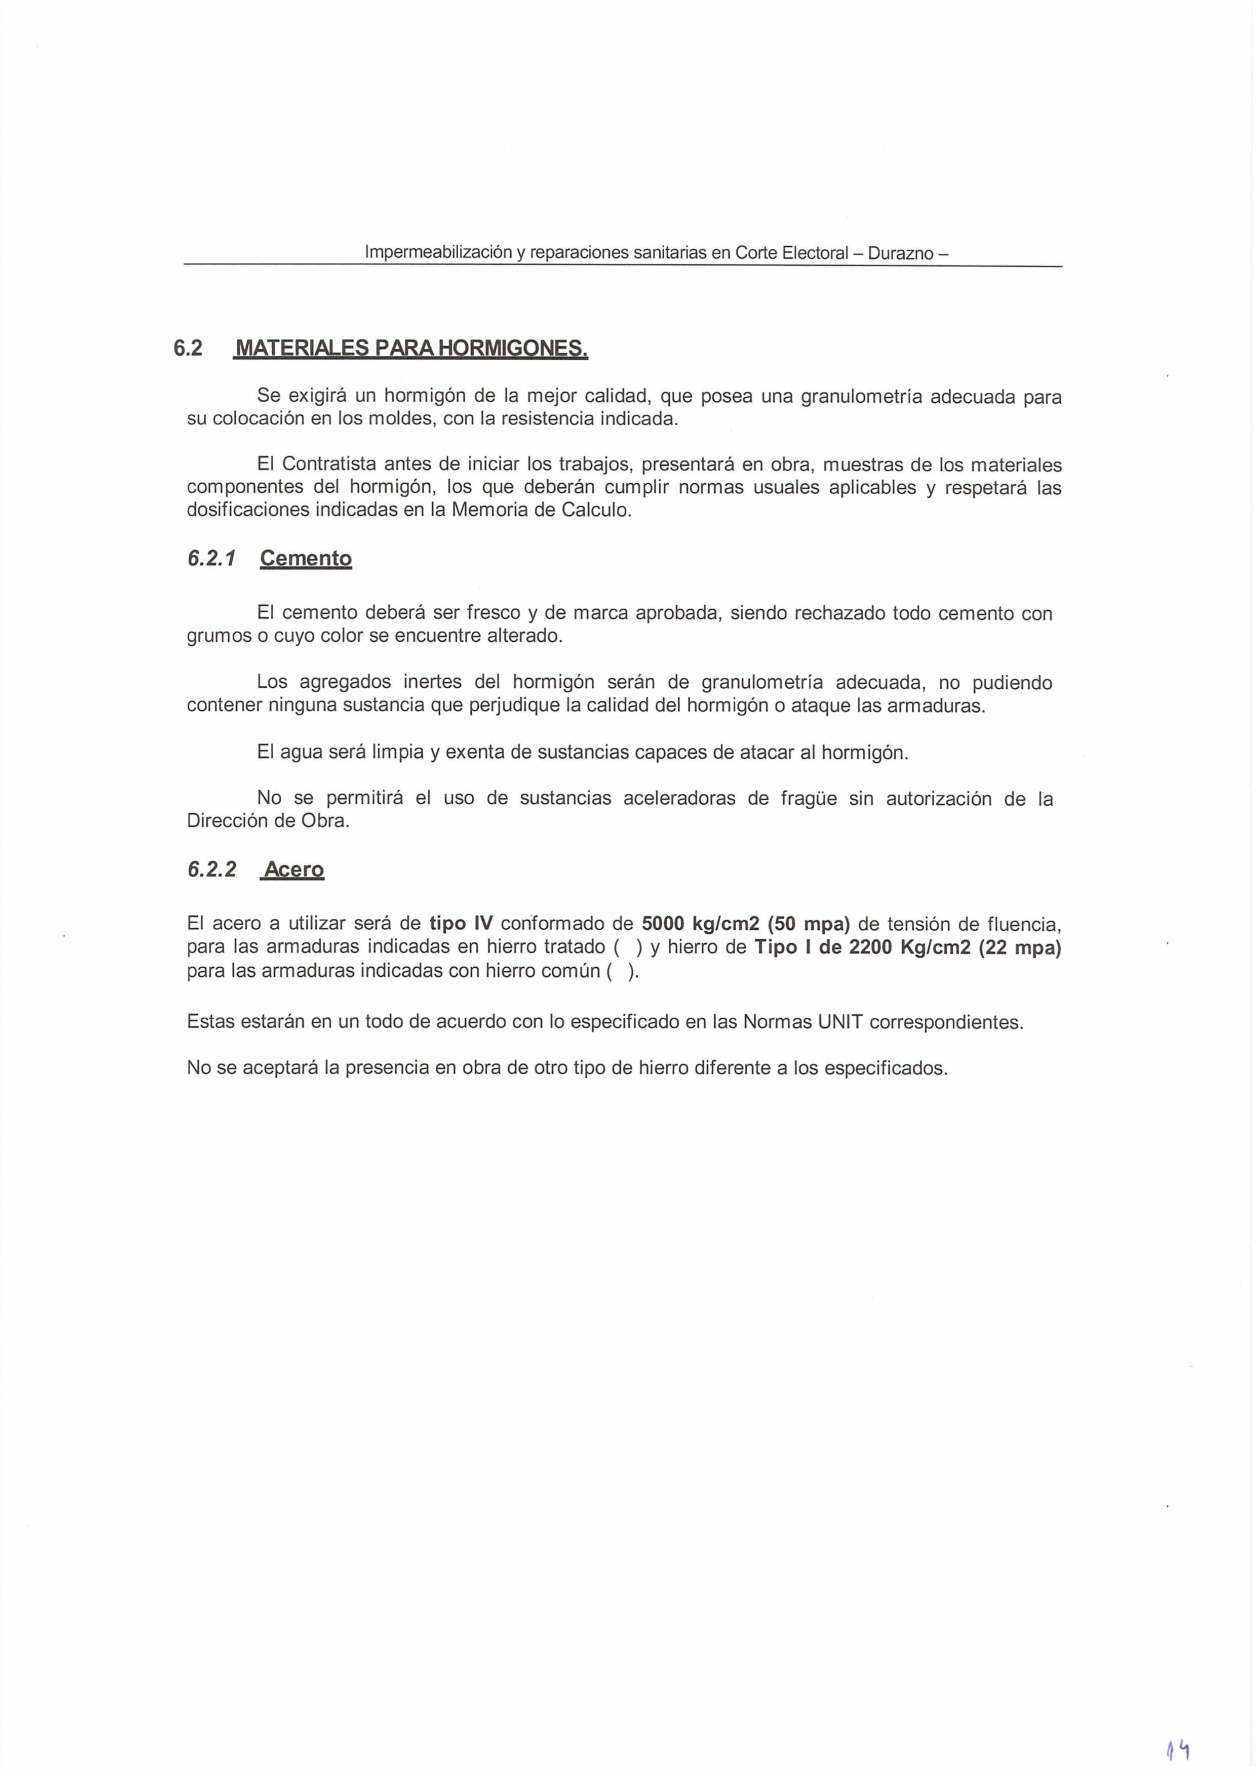 Impermeabilización y reparaciones sanitarias en Corte Electoral – Durazno –
6.2 MATERIALES PARA HORMIGONES.
Se exigirá un hormigón de la mejor calidad, que posea una granulometría adecuada para
su colocación en los moldes, con la resistencia indicada.
El Contratista antes de iniciar los trabajos, presentará en obra, muestras de los materiales
componentes del hormigón, los que deberán cumplir normas usuales aplicables y respetará las
dosificaciones indicadas en la Memoria de Calculo.
6.2.1 Cemento
El cemento deberá ser fresco y de marca aprobada, siendo rechazado todo cemento con
grumos o cuyo color se encuentre alterado.
Los agregados inertes del hormigón serán de granulometría adecuada, no pudiendo
contener ninguna sustancia que perjudique la calidad del hormigón o ataque las armaduras.
El agua será limpia y exenta de sustancias capaces de atacar al hormigón.
No se permitirá el uso de sustancias aceleradoras de fragüe sin autorización de la
Dirección de Obra.
6.2.2 Acero
El acero a utilizar será de tipo IV conformado de 5000 kg/cm2 (50 mpa) de tensión de fluencia,
para las armaduras indicadas en hierro tratado ( ) y hierro de Tipo I de 2200 Kg/cm2 (22 mpa)
para las armaduras indicadas con hierro común ( ).
Estas estarán en un todo de acuerdo con lo especificado en las Normas UNIT correspondientes.
No se aceptará la presencia en obra de otro tipo de hierro diferente a los especificados.
14